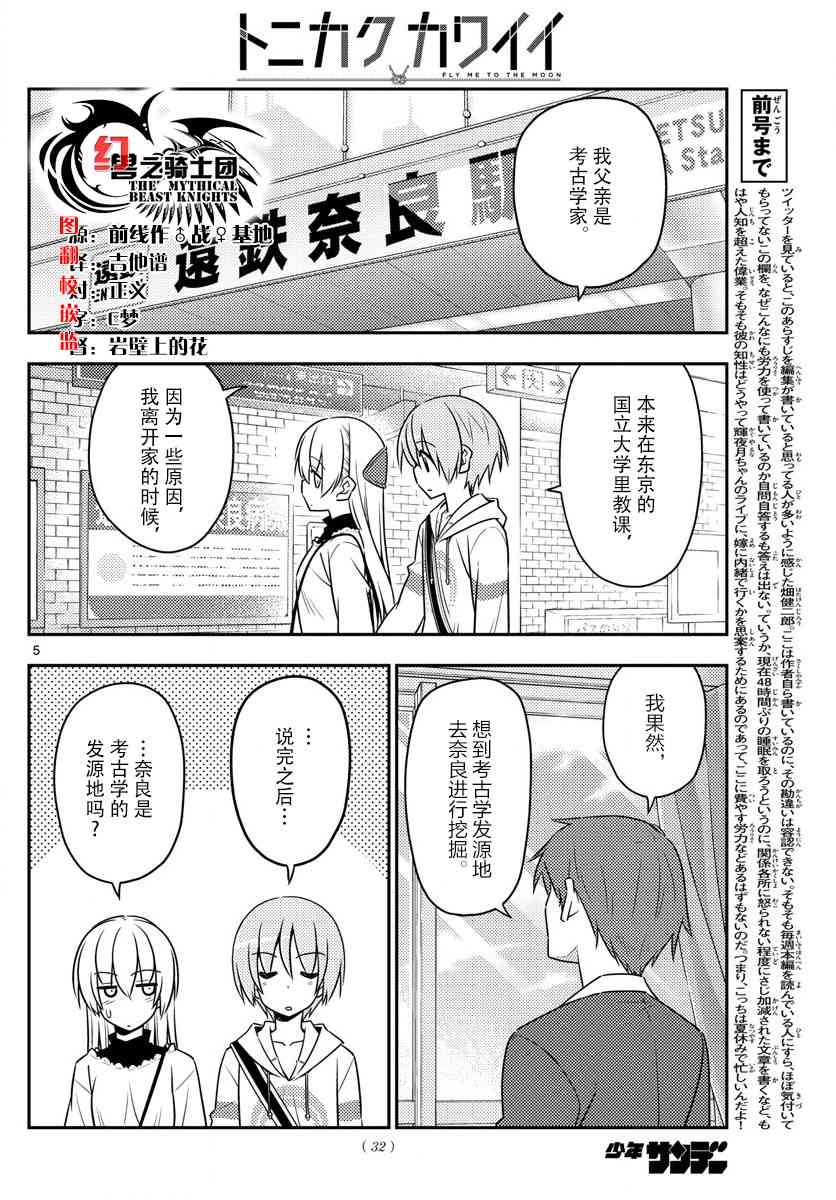 トニカクカワイイ
FLY ME TO THE MOON
前号まで
ぜんごう
ツイッターを見ていると、このあらすじを編集が書いていると思ってる人が多いように感じた畑健二郎。ここは作者自ら書いているのに、その勘違いは容認できない。そもそも毎週本編を読んでいる人にすら、ほぼ気付いて
もらってないこの欄を、なぜこんなにも労力を使って書いているのか自問自答するも答えは出ない。ていうか、現在48時間ぶりの睡眠を取ろうというのに、関係各所に怒られない程度にさじ加減された文章を書くなど、も
はや人知を超えた偉業。そもそも彼の知性はどうやって輝夜月ちゃんのライブに、嫁に内緒で行くかを思案するためにあるのであって、ここに費やす労力などあるはずもないのだ。つまり、こっちは夏休みで忙しいんだよ!
我父亲是
考古学家。
遠鉄奈良駅
ETSU
Sta
幻兽之骑士团
THE MYTHICAL
BEAST KNIGHTS
图源：前线作♂战♀基地
翻译：吉他谱
校对：正义
嵌字：C梦
监督：岩壁上的花
本来在东京的
国立大学里教课，
因为一些原因，
我离开家的时候，
5
我果然，
想到考古学发源地
去奈良进行挖掘。
…
说完之后…
…奈良是
考古学的
发源地吗？
(32)
少年サンデー